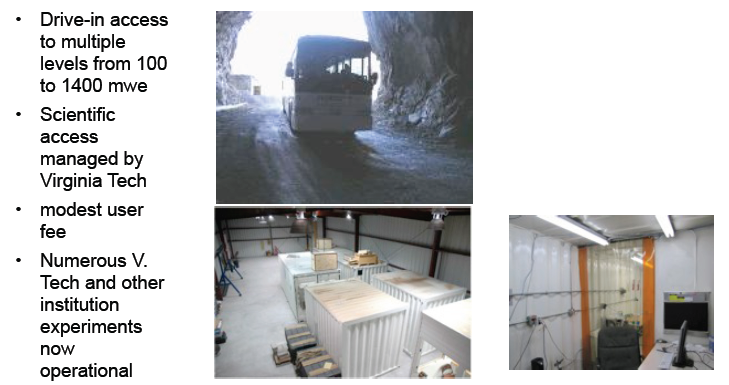 • Drive-in access
to multiple
levels from 100
to 1400 mwe
• Scientific
access
managed by
Virginia Tech
• modest user
fee
• Numerous V.
Tech and other
institution
experiments
now
operational